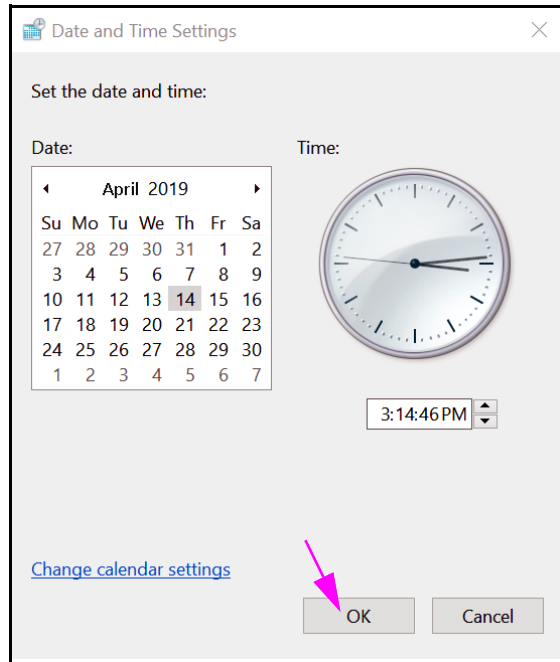 Date and Time Settings
Set the date and time:
Date: Time:
April 2019
Su Mo Tu We Th Fr Sa
27 28 29 30 31 1 2
3 4 5 6 7 8 9
10 11 12 13 14 15 16
17 18 19 20 21 22 23
24 25 26 27 28 29 30
1 2 3 4 5 6 7
3:14:46 PM
Change calendar settings
OK Cancel